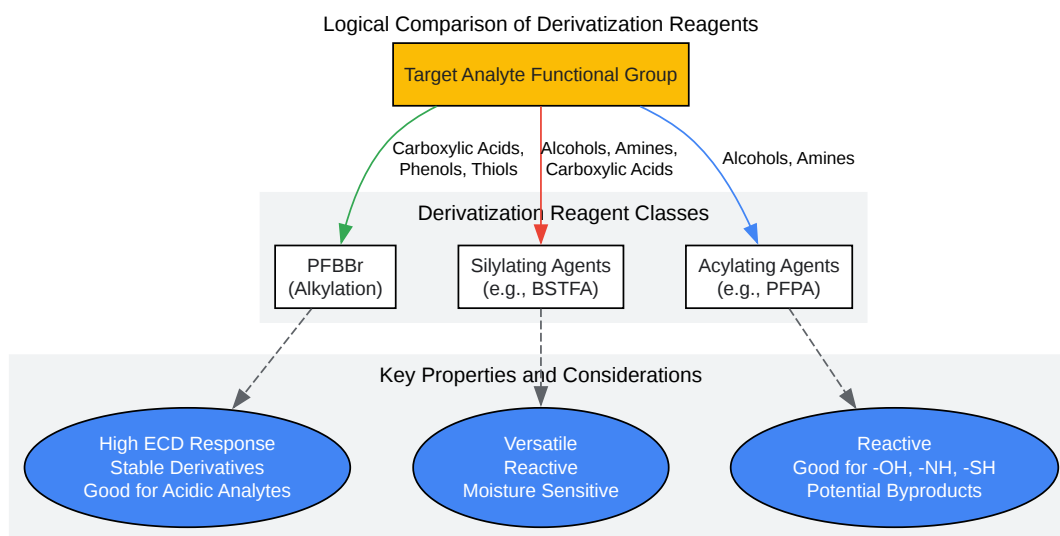 Logical Comparison of Derivatization Reagents
Target Analyte Functional Group
Carboxylic Acids,
Phenols, Thiols
Alcohols, Amines,
Carboxylic Acids
Alcohols, Amines
Derivatization Reagent Classes
PFBBr
(Alkylation)
Silylating Agents
(e.g., BSTFA)
Acylating Agents
(e.g., PFPA)
Key Properties and Considerations
High ECD Response
Stable Derivatives
Good for Acidic Analytes
Versatile
Reactive
Moisture Sensitive
Reactive
Good for -OH, -NH, -SH
Potential Byproducts